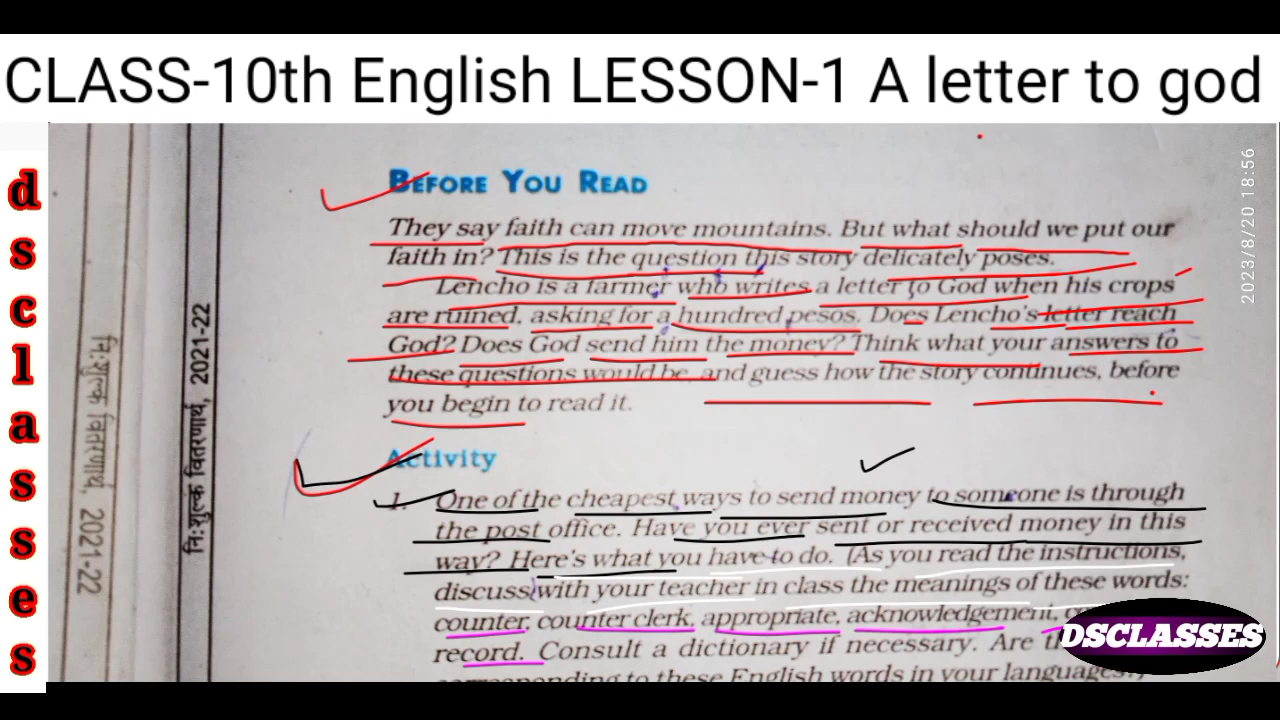 CLASS-10th English LESSON-1 A letter to god
dsclasses
निःशुल्क वितरणार्थ, 2021-22
निःशुल्क वितरणार्थ, 2021-22
2023/8/20 18:56
BEFORE YOU READ
They say faith can move mountains. But what should we put our
faith in? This is the question this story delicately poses.
Lencho is a farmer who writes a letter to God when his crops
are ruined, asking for a hundred pesos. Does Lencho's letter reach
God? Does God send him the money? Think what your answers to
these questions would be, and guess how the story continues, before
you begin to read it.
Activity
1. One of the cheapest ways to send money to someone is through
the post office. Have you ever sent or received money in this
way? Here's what you have to do. (As you read the instructions,
discuss with your teacher in class the meanings of these words:
counter, counter clerk, appropriate, acknowledgement,
record. Consult a dictionary if necessary. Are
corresponding to these English words in your languages?)
DSCLASSES